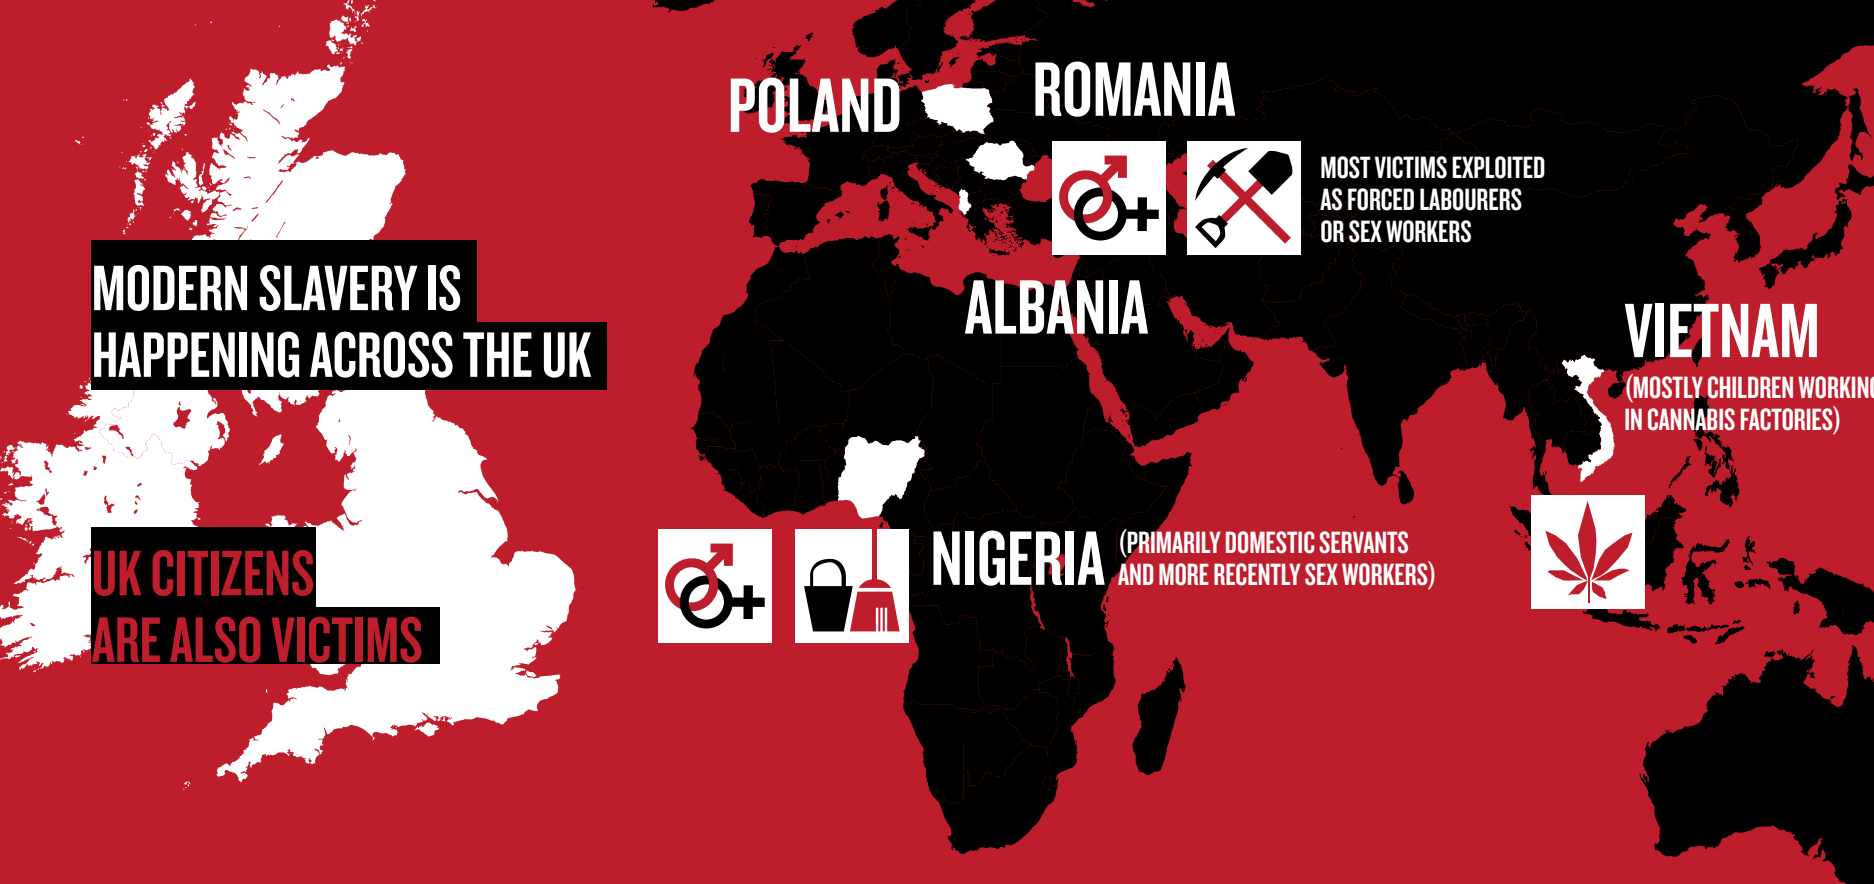 MODERN SLAVERY IS
HAPPENING ACROSS THE UK
UK CITIZENS
ARE ALSO VICTIMS
POLAND
ROMANIA
MOST VICTIMS EXPLOITED
AS FORCED LABOURERS
OR SEX WORKERS
ALBANIA
VIETNAM
(MOSTLY CHILDREN WORKING
IN CANNABIS FACTORIES)
NIGERIA
(PRIMARILY DOMESTIC SERVANTS
AND MORE RECENTLY SEX WORKERS)